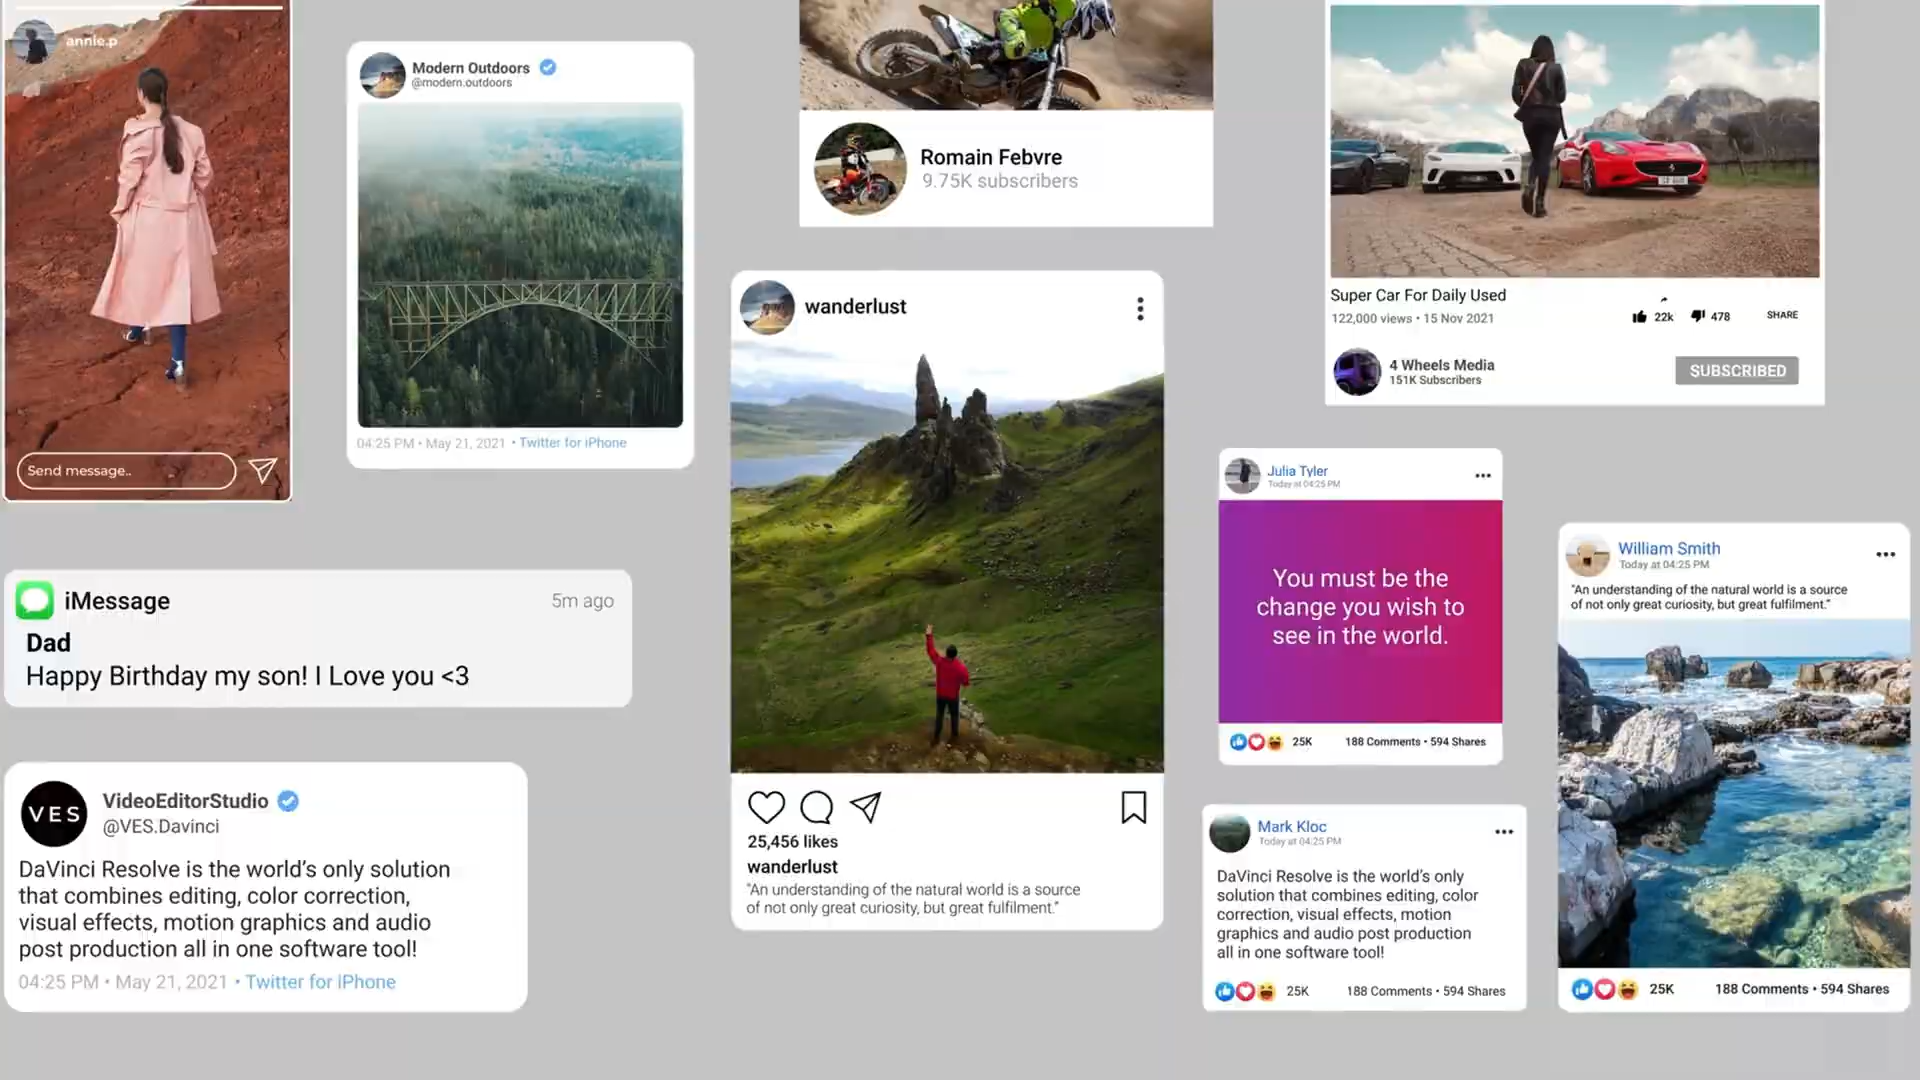 annie.p
Send message..
Modern Outdoors
@modern.outdoors
04:25 PM • May 21, 2021 • Twitter for iPhone
Romain Febvre
9.75K subscribers
Super Car For Daily Used
122,000 views • 15 Nov 2021
22k
478
SHARE
4 Wheels Media
151K Subscribers
SUBSCRIBED
wanderlust
25,456 likes
wanderlust
"An understanding of the natural world is a source
of not only great curiosity, but great fulfilment."
iMessage
5m ago
Dad
Happy Birthday my son! I Love you <3
VES
VideoEditorStudio
@VES.Davinci
DaVinci Resolve is the world's only solution
that combines editing, color correction,
visual effects, motion graphics and audio
post production all in one software tool!
04:25 PM • May 21, 2021 • Twitter for iPhone
Julia Tyler
Today at 04:25 PM
You must be the
change you wish to
see in the world.
25K
188 Comments • 594 Shares
Mark Kloc
Today at 04:25 PM
DaVinci Resolve is the world's only
solution that combines editing, color
correction, visual effects, motion
graphics and audio post production
all in one software tool!
25K
188 Comments • 594 Shares
William Smith
Today at 04:25 PM
"An understanding of the natural world is a source
of not only great curiosity, but great fulfilment."
25K
188 Comments • 594 Shares